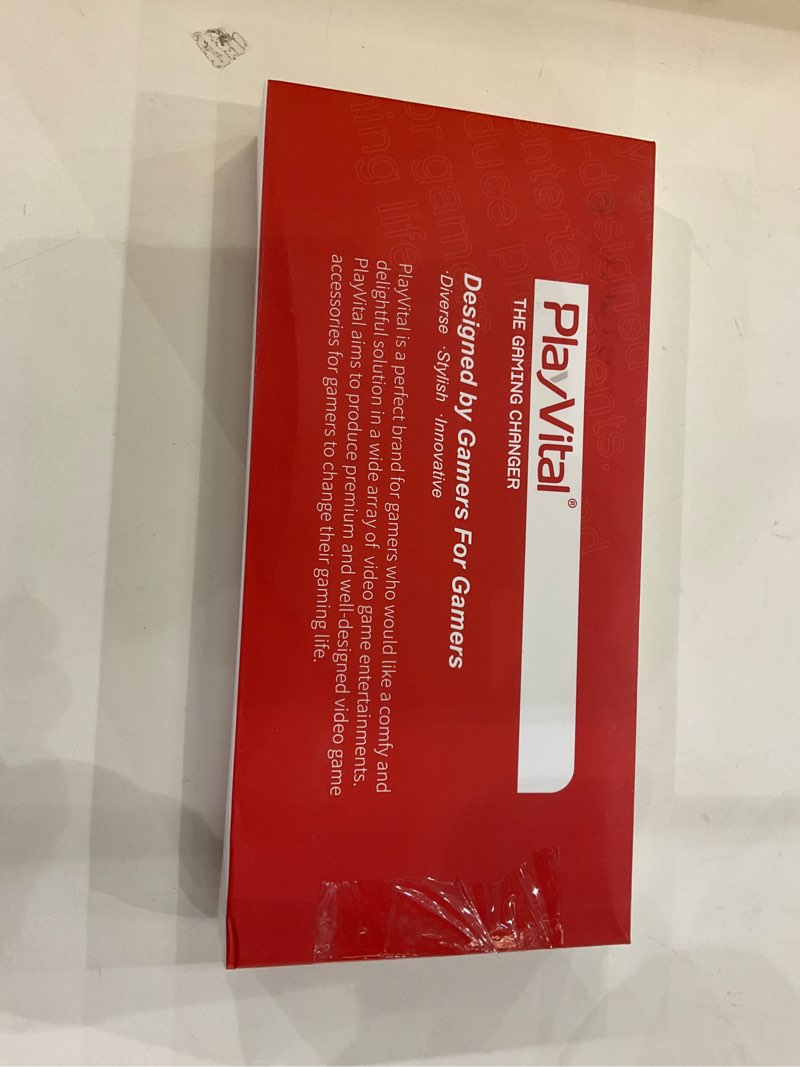 PlayVital®
THE GAMING CHANGER
Designed by Gamers For Gamers
·Diverse ·Stylish ·Innovative
PlayVital is a perfect brand for gamers who would like a comfy and
delightful solution in a wide array of video game entertainments.
PlayVital aims to produce premium and well-designed video game
accessories for gamers to change their gaming life.